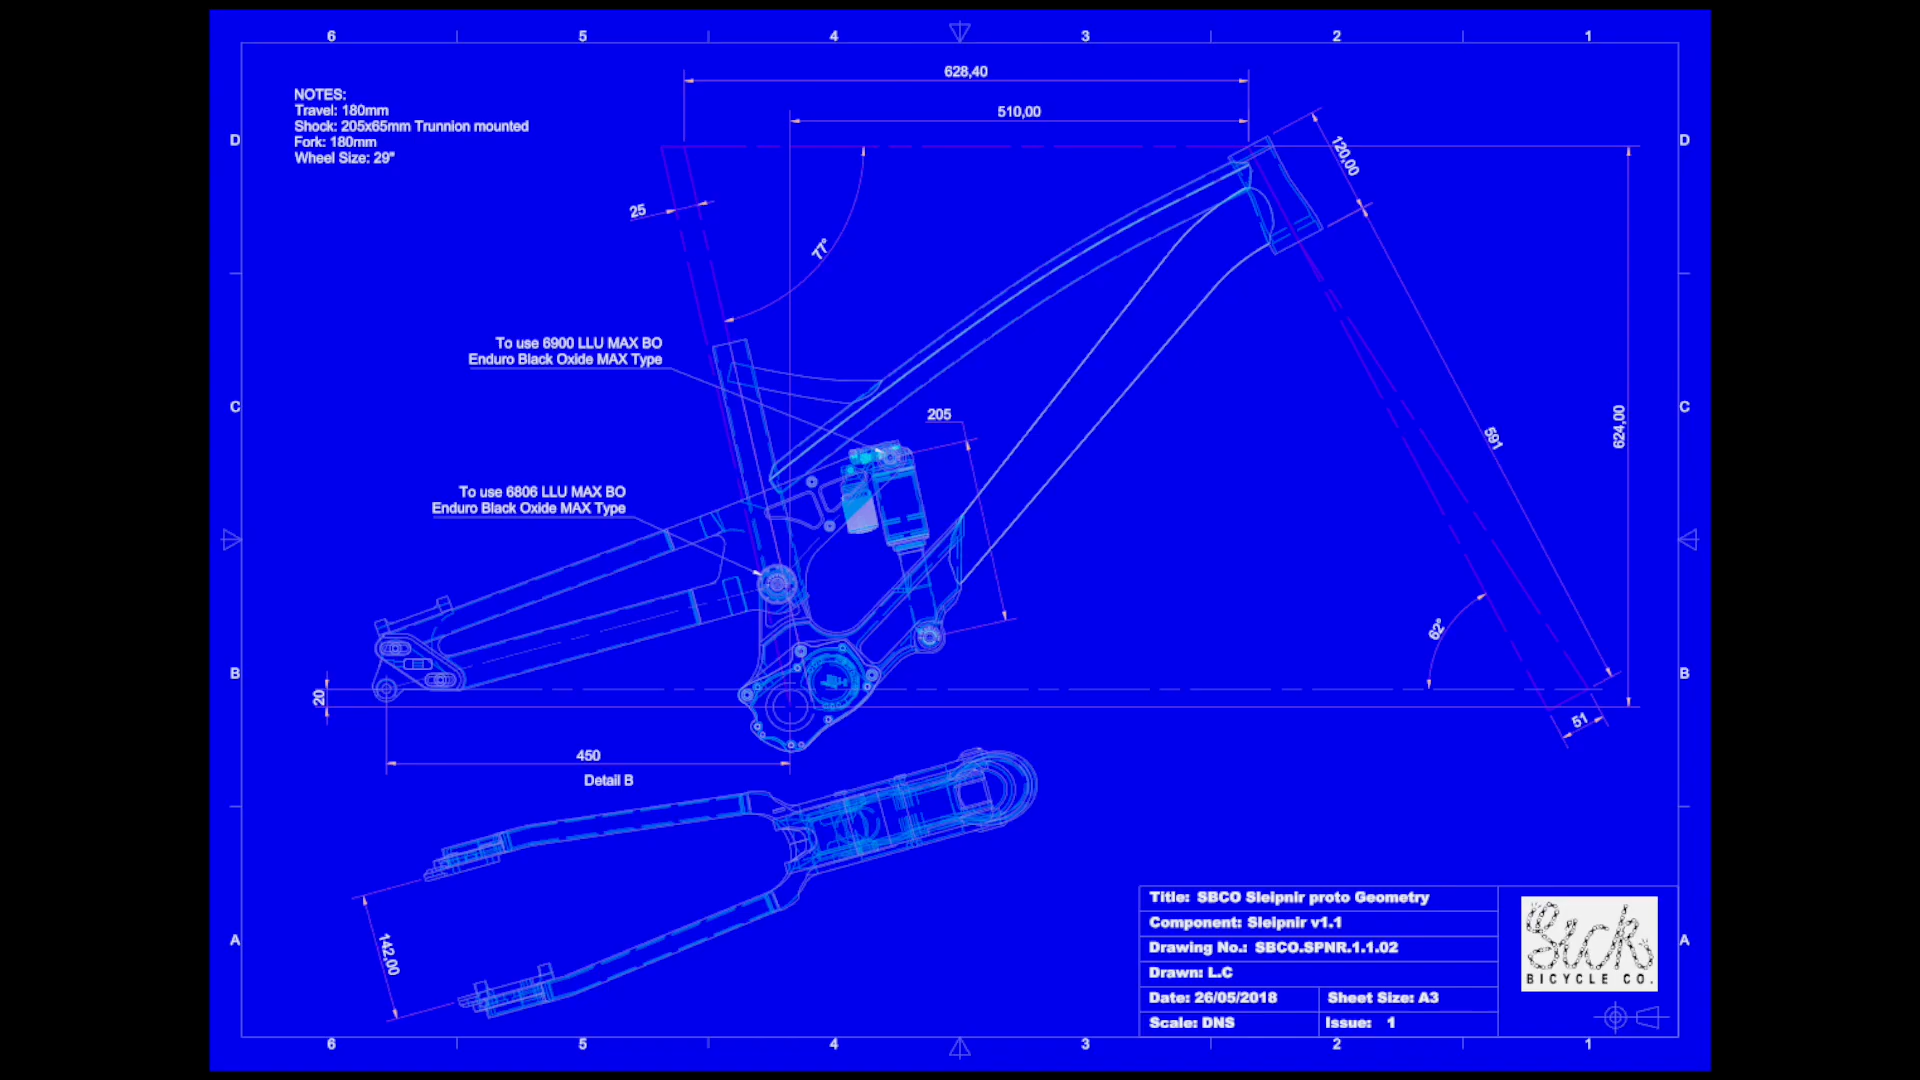 6 5 4 3 2 1
628,40
510,00
NOTES:
Travel: 180mm
Shock: 205x65mm Trunnion mounted
Fork: 180mm
Wheel Size: 29"
D D
120,00
25
77°
To use 6900 LLU MAX BO
Enduro Black Oxide MAX Type
C C
205
624,00
591
To use 6806 LLU MAX BO
Enduro Black Oxide MAX Type
62°
B B
20
51
450
Detail B
142,00
A A
Title: SBCO Sleipnir proto Geometry
Component: Sleipnir v1.1
Drawing No.: SBCO.SPNR.1.1.02
Drawn: L.C
Date: 26/05/2018 Sheet Size: A3
Scale: DNS Issue: 1
Sick
BICYCLE CO.
6 5 4 3 2 1